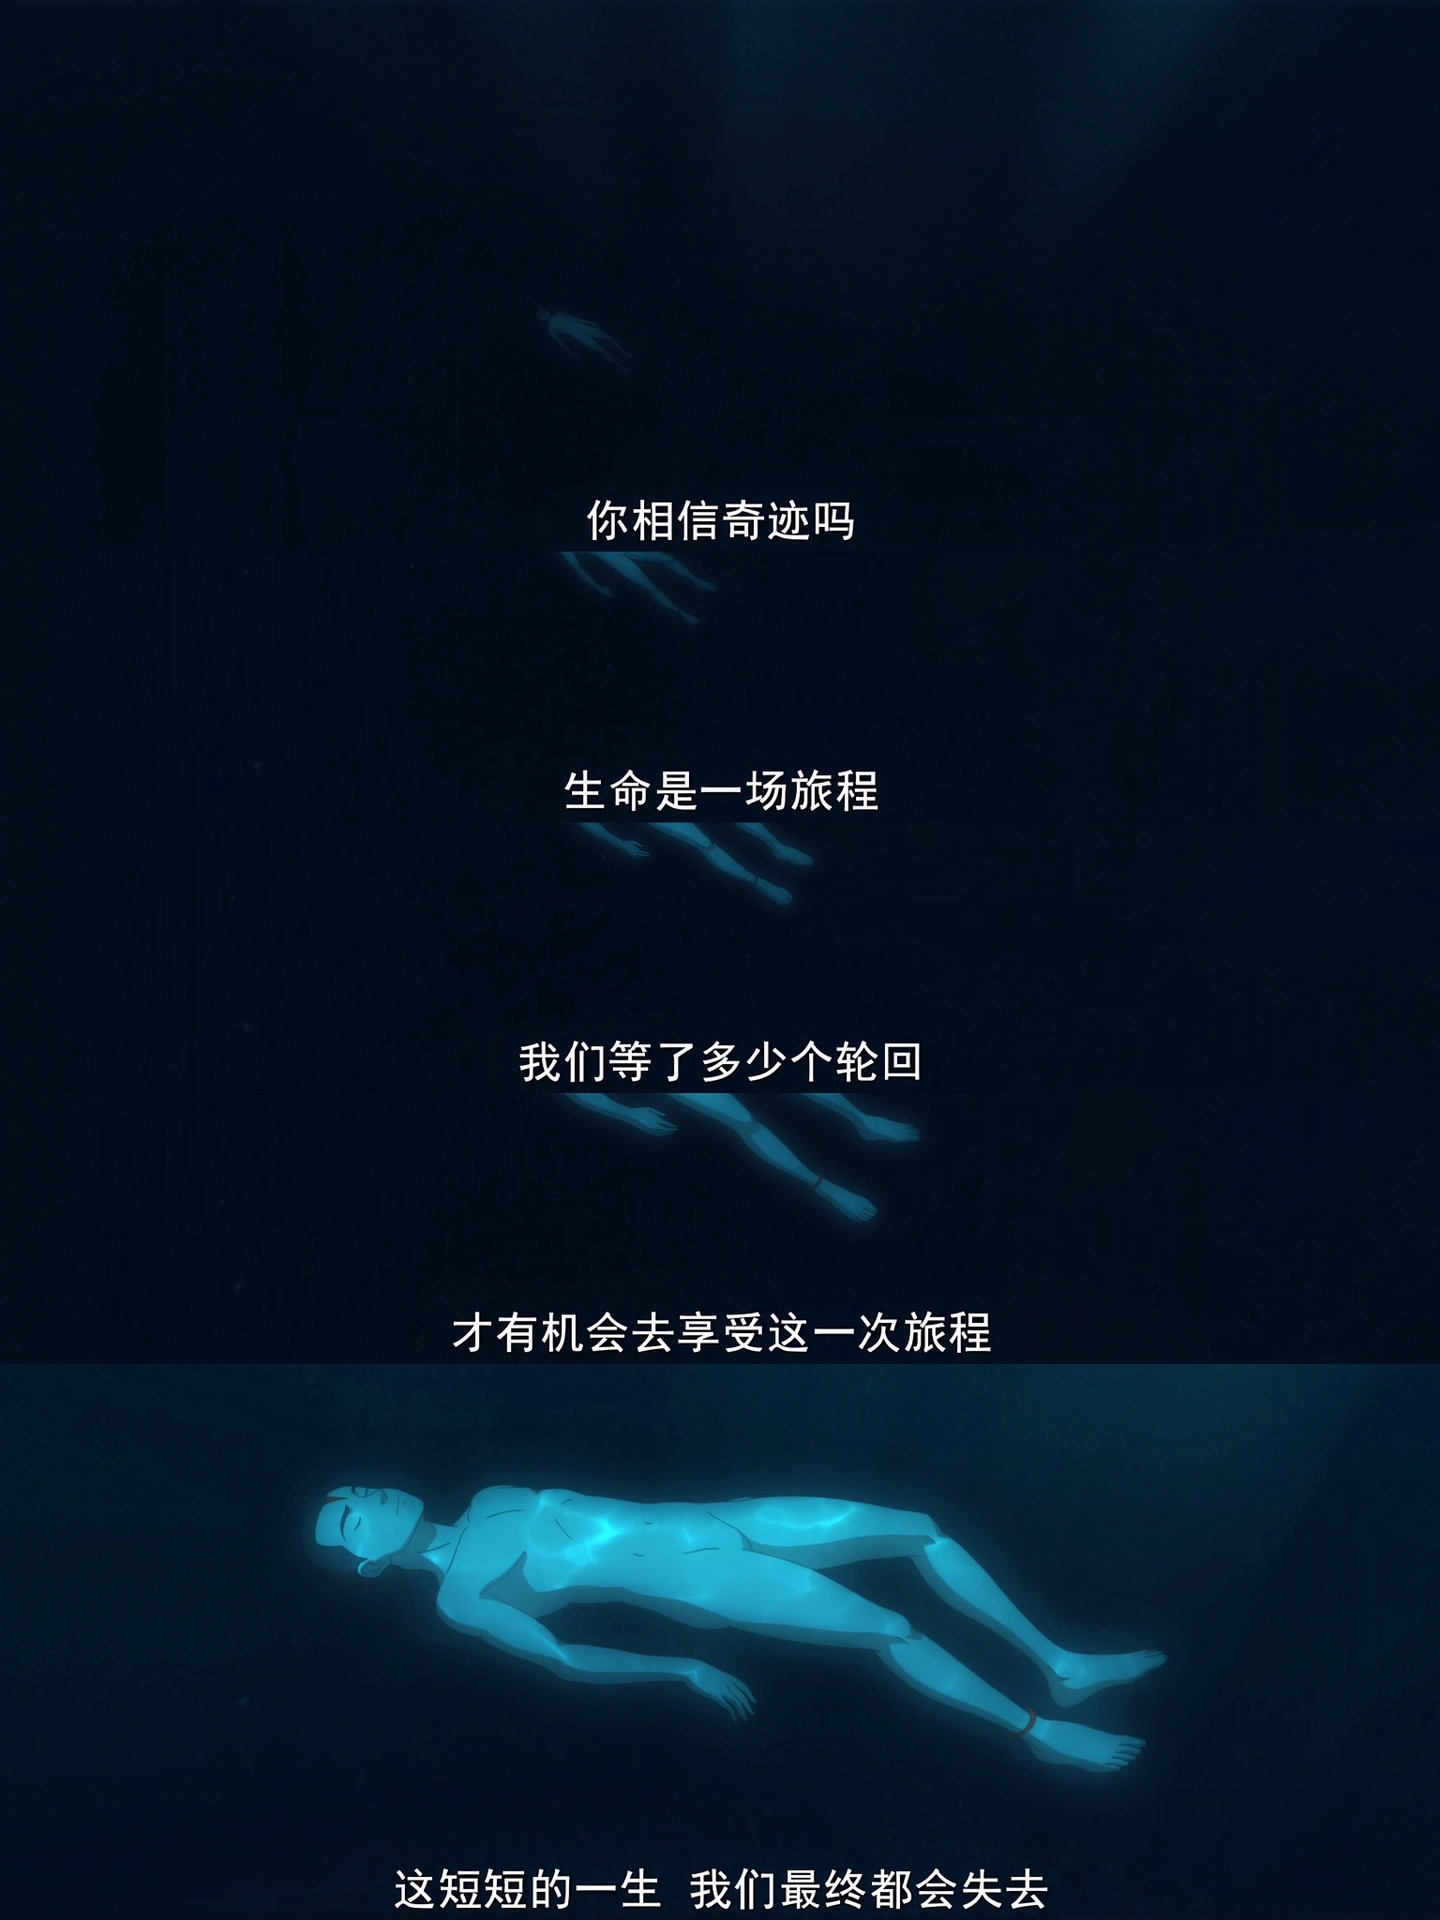 你相信奇迹吗
生命是一场旅程
我们等了多少个轮回
才有机会去享受这一次旅程
这短短的一生 我们最终都会失去